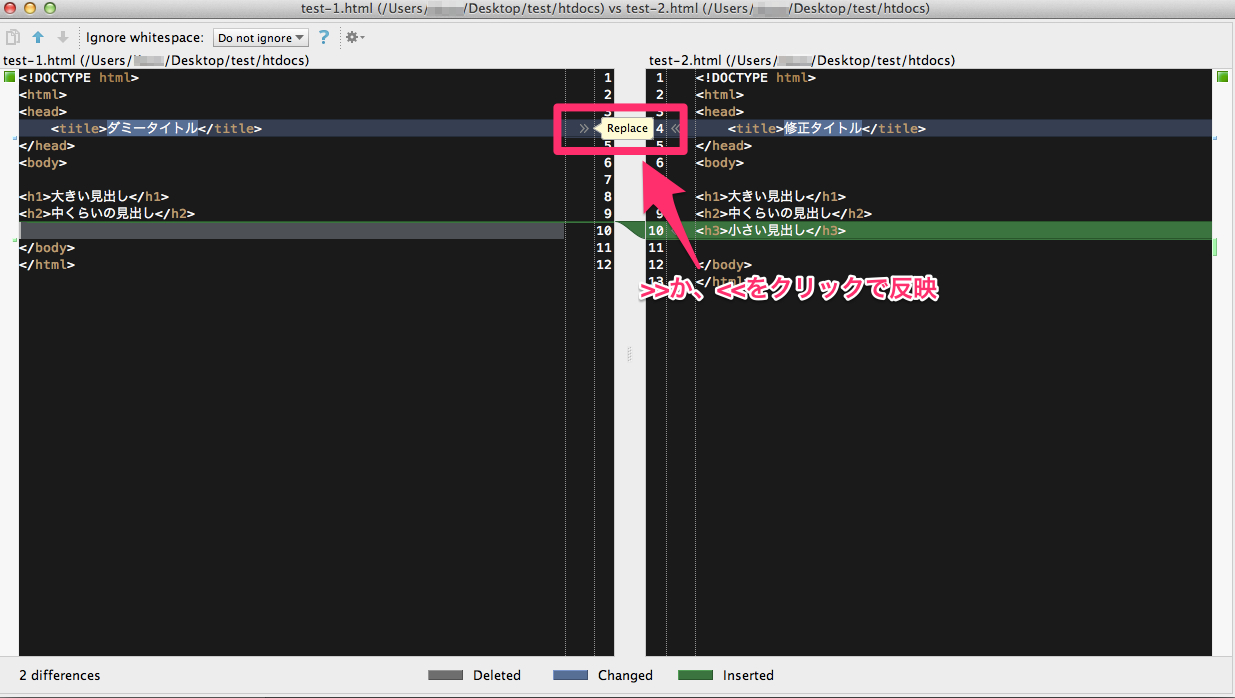 test-1.html (/Users/ /Desktop/test/htdocs) vs test-2.html (/Users/ /Desktop/test/htdocs)
Ignore whitespace: Do not ignore ?
test-1.html (/Users/ /Desktop/test/htdocs)
test-2.html (/Users/ /Desktop/test/htdocs)
<!DOCTYPE html> 1
<html> 2
<head> 3
<title>ダミータイトル</title> » Replace
</head> 5
<body> 6
7
<h1>大きい見出し</h1> 8
<h2>中くらいの見出し</h2> 9
10
</body> 11
</html> 12
1 <!DOCTYPE html>
2 <html>
3 <head>
4 « <title>修正タイトル</title>
5 </head>
6 <body>
<h1>大きい見出し</h1>
9 <h2>中くらいの見出し</h2>
10 <h3>小さい見出し</h3>
11
12 </body>
13 </html>
>>か、<<をクリックで反映
2 differences Deleted Changed Inserted